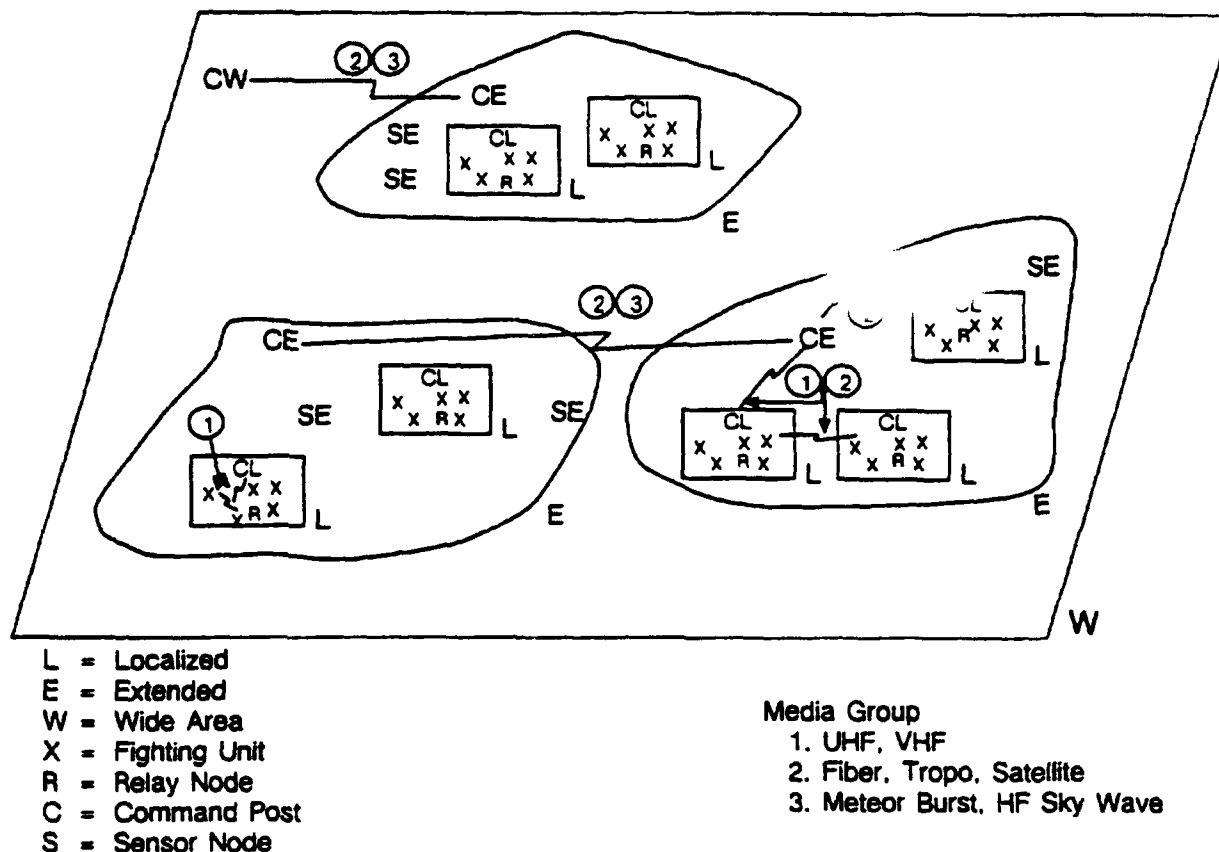 2 3
CW
CE
SE
SE
CL
X X X
X R X
L
CL
X X X
X R X
L
E
2 3
CE
SE
SE
CL
X X X
X R X
L
1
CL
X X X
X R X
L
E
SE
2
CE
X X X
X R X
L
1 2
CL
X X X
X R X
L
CL
X X X
X R X
L
E
W
L = Localized
E = Extended
W = Wide Area
X = Fighting Unit
R = Relay Node
C = Command Post
S = Sensor Node
Media Group
1. UHF, VHF
2. Fiber, Tropo, Satellite
3. Meteor Burst, HF Sky Wave